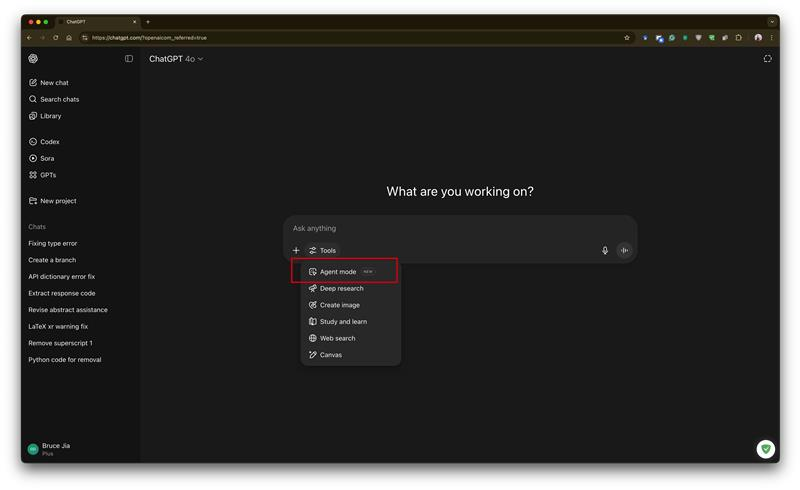 ChatGPT
https://chatgpt.com/?openaicom_referred=true
ChatGPT 4o
New chat
Search chats
Library
Codex
Sora
GPTs
New project
Chats
Fixing type error
Create a branch
API dictionary error fix
Extract response code
Revise abstract assistance
LaTeX xr warning fix
Remove superscript 1
Python code for removal
Bruce Jia
Plus
What are you working on?
Ask anything
Tools
Agent mode NEW
Deep research
Create image
Study and learn
Web search
Canvas